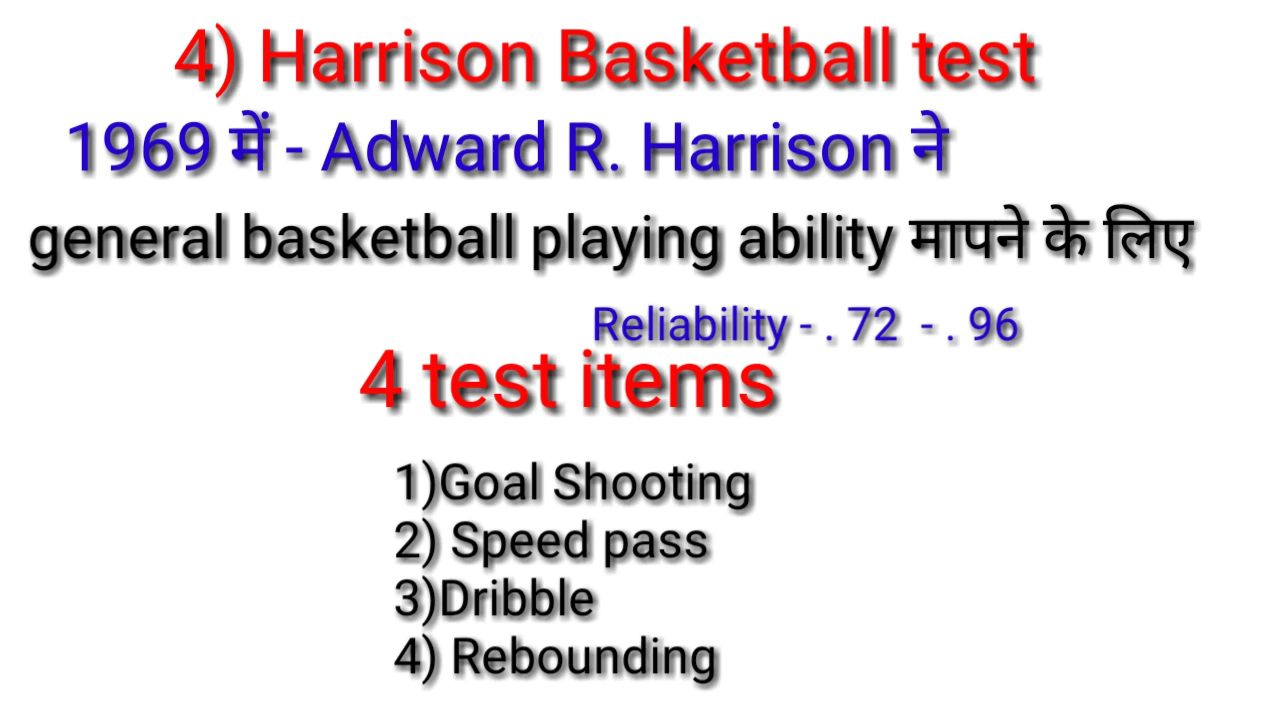 4) Harrison Basketball test
1969 में - Adward R. Harrison ने
general basketball playing ability मापने के लिए
Reliability - . 72 - . 96
4 test items
1)Goal Shooting
2) Speed pass
3)Dribble
4) Rebounding